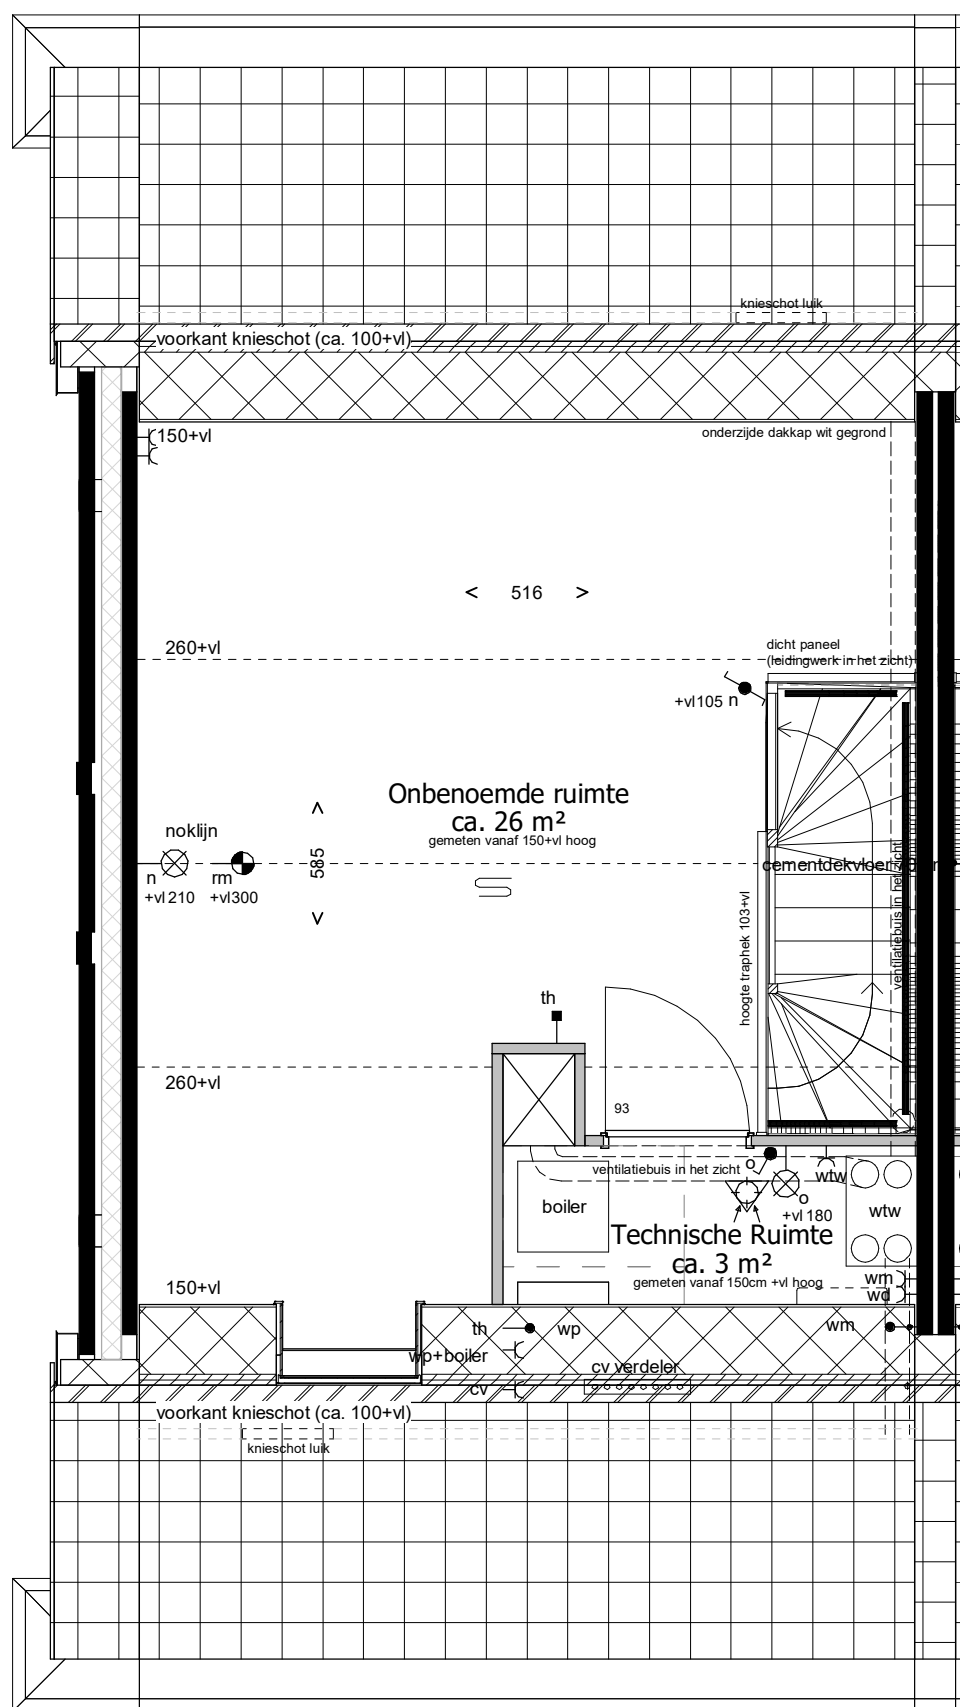 knieschot luik
voorkant knieschot (ca. 100+vl)
150+vl
onderzijde dakkap wit gegrond
< 516 >
260+vl
dicht paneel
(leidingwerk in het zicht)
+vl 105 n
Onbenoemde ruimte
ca. 26 m²
gemeten vanaf 150+vl hoog
noklijn
n
+vl 210
rm
+vl 300
585
cementdekvloer
ventilatiebuis in het zicht
hoogte traphek 103+vl
th
260+vl
93
ventilatiebuis in het zicht
o
wtw
boiler
o
+vl 180
wtw
Technische Ruimte
ca. 3 m²
gemeten vanaf 150cm +vl hoog
wm
wd
150+vl
th
wp
wm
wp+boiler
cv verdeler
cv
voorkant knieschot (ca. 100+vl)
knieschot luik